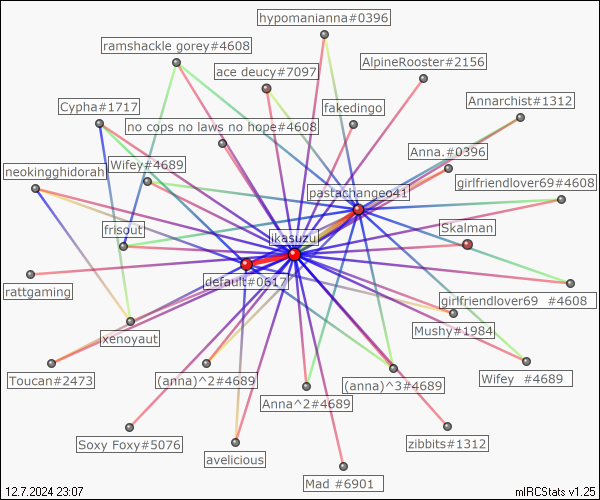 hypomanianna#0396
ramshackle gorey#4608
AlpineRooster#2156
ace deucy#7097
Annarchist#1312
Cypha#1717
fakedingo
no cops no laws no hope#4608
Anna.#0396
Wifey#4689
neokingghidorah
girlfriendlover69#4608
pastachangeo41
frisout
Skalman
ikasuzu
default#0617
rattgaming
girlfriendlover69 #4608
Mushy#1984
xenoyaut
Toucan#2473
(anna)^2#4689
(anna)^3#4689
Wifey #4689
Anna^2#4689
Soxy Foxy#5076
zibbits#1312
avelicious
Mad #6901
12.7.2024 23:07
mIRCStats v1.25